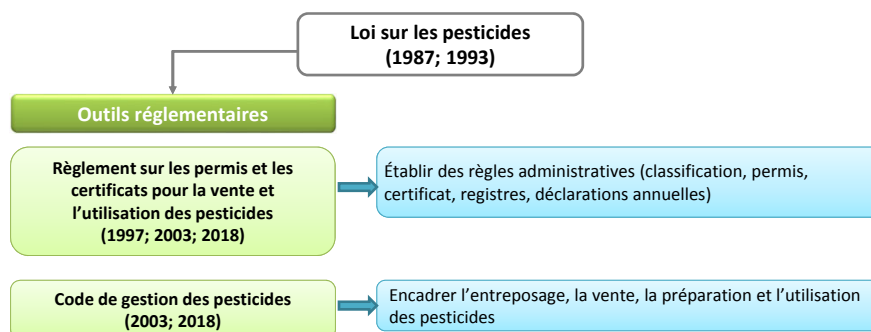 Loi sur les pesticides
(1987; 1993)
Outils réglementaires
Règlement sur les permis et les
certificats pour la vente et
l’utilisation des pesticides
(1997; 2003; 2018)
Établir des règles administratives (classification, permis,
certificat, registres, déclarations annuelles)
Code de gestion des pesticides
(2003; 2018)
Encadrer l’entreposage, la vente, la préparation et l’utilisation
des pesticides